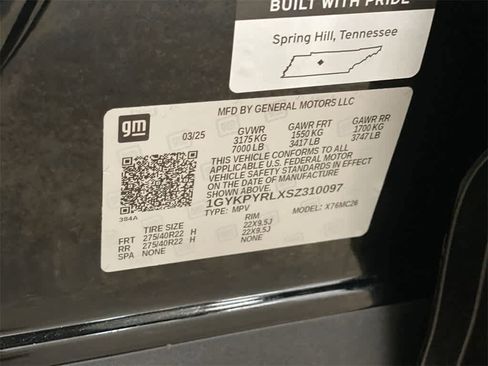 BUILT WITH PRIDE
Spring Hill, Tennessee
gm
MFD BY GENERAL MOTORS LLC
03/25
GVWR GAWR FRT GAWR RR
3175 KG 1550 KG 1700 KG
7000 LB 3417 LB 3747 LB
THIS VEHICLE CONFORMS TO ALL
APPLICABLE U.S. FEDERAL MOTOR
VEHICLE SAFETY STANDARDS IN EFFECT
ON THE DATE OF MANUFACTURE
SHOWN ABOVE.
1GYKPYRLXSZ310097
TYPE: MPV MODEL: X76MC26
384A
TIRE SIZE RIM
FRT 275/40R22 H 22X9.5J
RR 275/40R22 H 22X9.5J
SPA NONE NONE